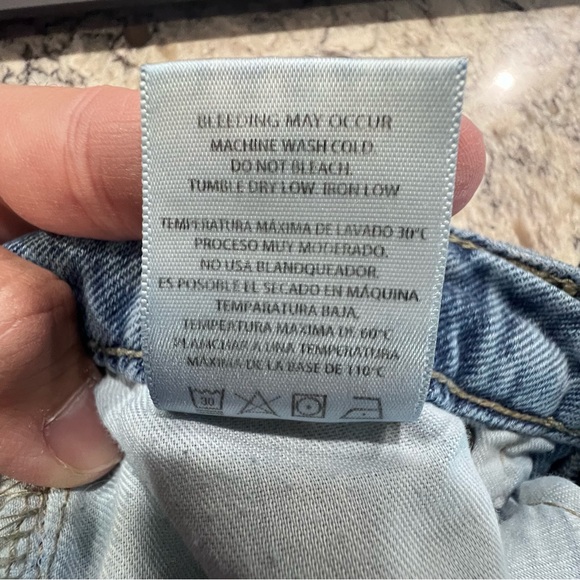 BLEEDING MAY OCCUR
MACHINE WASH COLD
DO NOT BLEACH.
TUMBLE DRY LOW. IRON LOW
TEMPERATURA MÁXIMA DE LAVADO 30°C
PROCESO MUY MODERADO.
NO USA BLANQUEADOR.
ES POSIBLE EL SECADO EN MÁQUINA
TEMPARATURA BAJA.
TEMPERTURA MÁXIMA DE 60°C
PLANCHAR A UNA TEMPERATURA
MÁXIMA DE LA BASE DE 110°C
30